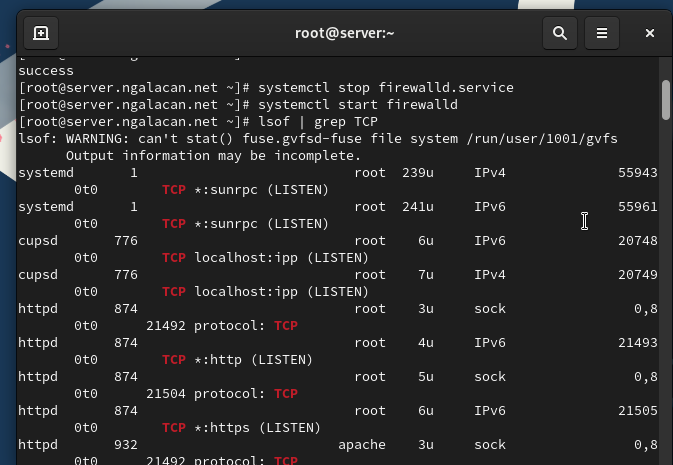 root@server:~
success
[root@server.ngalacan.net ~]# systemctl stop firewalld.service
[root@server.ngalacan.net ~]# systemctl start firewalld
[root@server.ngalacan.net ~]# lsof | grep TCP
lsof: WARNING: can't stat() fuse.gvfsd-fuse file system /run/user/1001/gvfs
      Output information may be incomplete.
systemd       1                           root  239u     IPv4              55943
       0t0        TCP *:sunrpc (LISTEN)
systemd       1                           root  241u     IPv6              55961
       0t0        TCP *:sunrpc (LISTEN)
cupsd       776                           root    6u     IPv6              20748
       0t0        TCP localhost:ipp (LISTEN)
cupsd       776                           root    7u     IPv4              20749
       0t0        TCP localhost:ipp (LISTEN)
httpd       874                           root    3u     sock                0,8
       0t0      21492 protocol: TCP
httpd       874                           root    4u     IPv6              21493
       0t0        TCP *:http (LISTEN)
httpd       874                           root    5u     sock                0,8
       0t0      21504 protocol: TCP
httpd       874                           root    6u     IPv6              21505
       0t0        TCP *:https (LISTEN)
httpd       932                         apache    3u     sock                0,8
       0t0      21492 protocol: TCP